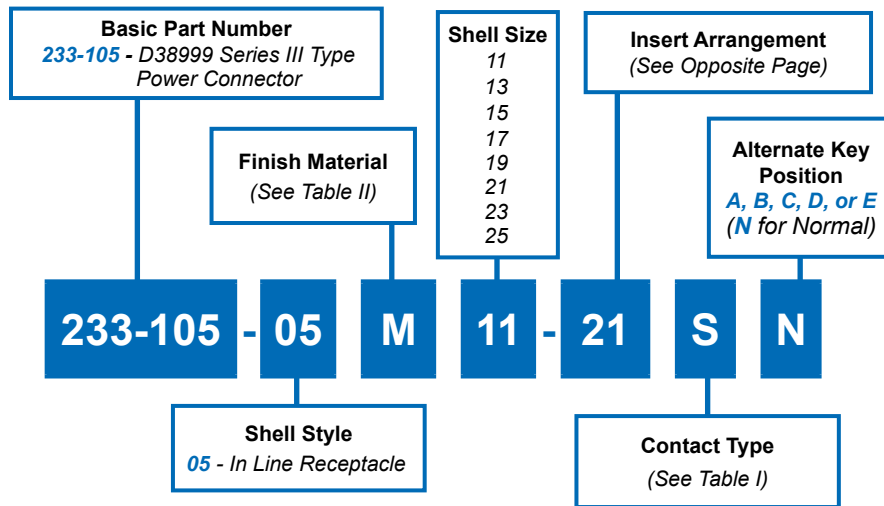 Basic Part Number
233-105 - D38999 Series III Type
Power Connector
Finish Material
(See Table II)
Shell Size
11
13
15
17
19
21
23
25
Insert Arrangement
(See Opposite Page)
Alternate Key
Position
A, B, C, D, or E
(N for Normal)
233-105 - 05 M 11 - 21 S N
Shell Style
05 - In Line Receptacle
Contact Type
(See Table I)